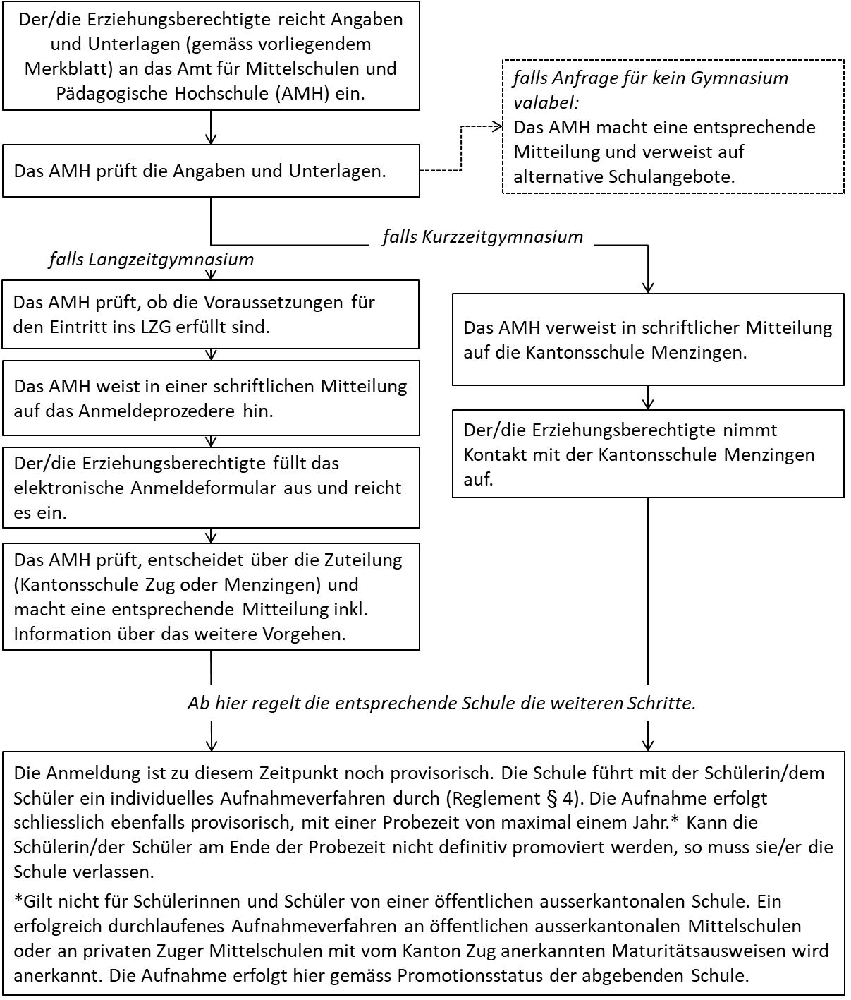 Der/die Erziehungsberechtigte reicht Angaben
und Unterlagen (gemäss vorliegendem
Merkblatt) an das Amt für Mittelschulen und
Pädagogische Hochschule (AMH) ein.
falls Anfrage für kein Gymnasium
valabel:
Das AMH macht eine entsprechende
Mitteilung und verweist auf
alternative Schulangebote.
Das AMH prüft die Angaben und Unterlagen.
falls Kurzzeitgymnasium
falls Langzeitgymnasium
Das AMH prüft, ob die Voraussetzungen für
den Eintritt ins LZG erfüllt sind.
Das AMH weist in einer schriftlichen Mitteilung
auf das Anmeldeprozedere hin.
Der/die Erziehungsberechtigte füllt das
elektronische Anmeldeformular aus und reicht
es ein.
Das AMH prüft, entscheidet über die Zuteilung
(Kantonsschule Zug oder Menzingen) und
macht eine entsprechende Mitteilung inkl.
Information über das weitere Vorgehen.
Das AMH verweist in schriftlicher Mitteilung
auf die Kantonsschule Menzingen.
Der/die Erziehungsberechtigte nimmt
Kontakt mit der Kantonsschule Menzingen
auf.
Ab hier regelt die entsprechende Schule die weiteren Schritte.
Die Anmeldung ist zu diesem Zeitpunkt noch provisorisch. Die Schule führt mit der Schülerin/dem
Schüler ein individuelles Aufnahmeverfahren durch (Reglement § 4). Die Aufnahme erfolgt
schliesslich ebenfalls provisorisch, mit einer Probezeit von maximal einem Jahr.* Kann die
Schülerin/der Schüler am Ende der Probezeit nicht definitiv promoviert werden, so muss sie/er die
Schule verlassen.
*Gilt nicht für Schülerinnen und Schüler von einer öffentlichen ausserkantonalen Schule. Ein
erfolgreich durchlaufenes Aufnahmeverfahren an öffentlichen ausserkantonalen Mittelschulen
oder an privaten Zuger Mittelschulen mit vom Kanton Zug anerkannten Maturitätsausweisen wird
anerkannt. Die Aufnahme erfolgt hier gemäss Promotionsstatus der abgebenden Schule.